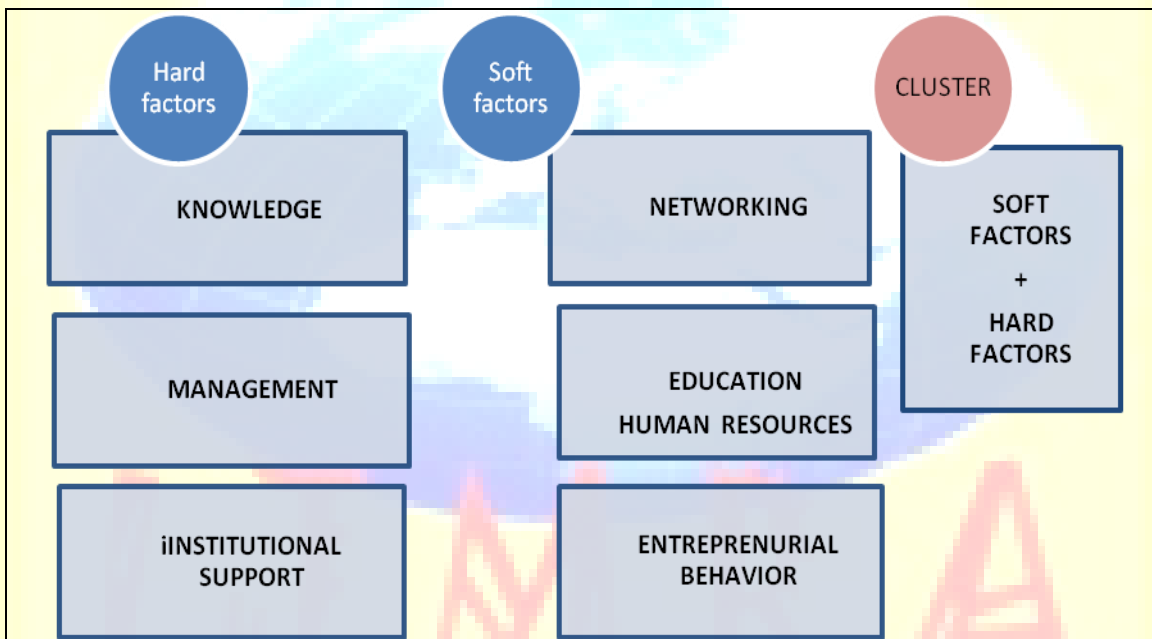 Hard
factors
KNOWLEDGE
MANAGEMENT
iINSTITUTIONAL
SUPPORT
Soft
factors
NETWORKING
EDUCATION
HUMAN RESOURCES
ENTREPRENURIAL
BEHAVIOR
CLUSTER
SOFT
FACTORS
+
HARD
FACTORS